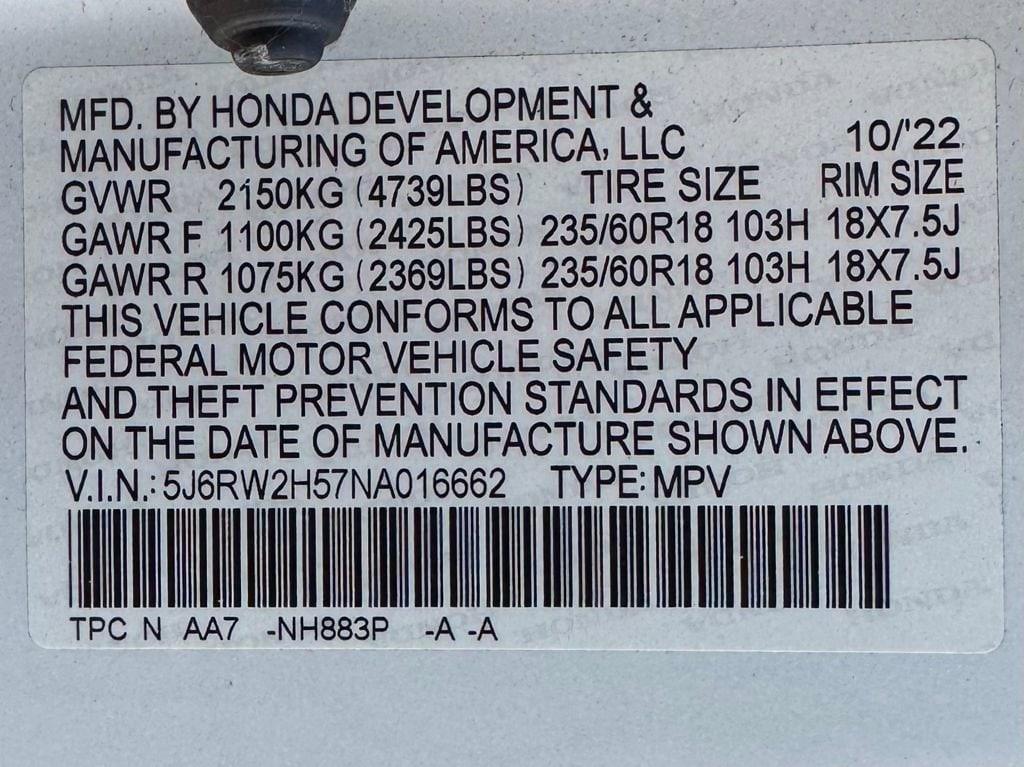 MFD. BY HONDA DEVELOPMENT &
MANUFACTURING OF AMERICA, LLC 10/'22
GVWR 2150KG (4739LBS) TIRE SIZE RIM SIZE
GAWR F 1100KG (2425LBS) 235/60R18 103H 18X7.5J
GAWR R 1075KG (2369LBS) 235/60R18 103H 18X7.5J
THIS VEHICLE CONFORMS TO ALL APPLICABLE
FEDERAL MOTOR VEHICLE SAFETY
AND THEFT PREVENTION STANDARDS IN EFFECT
ON THE DATE OF MANUFACTURE SHOWN ABOVE.
V.I.N.: 5J6RW2H57NA016662 TYPE: MPV
TPC N AA7 -NH883P -A -A